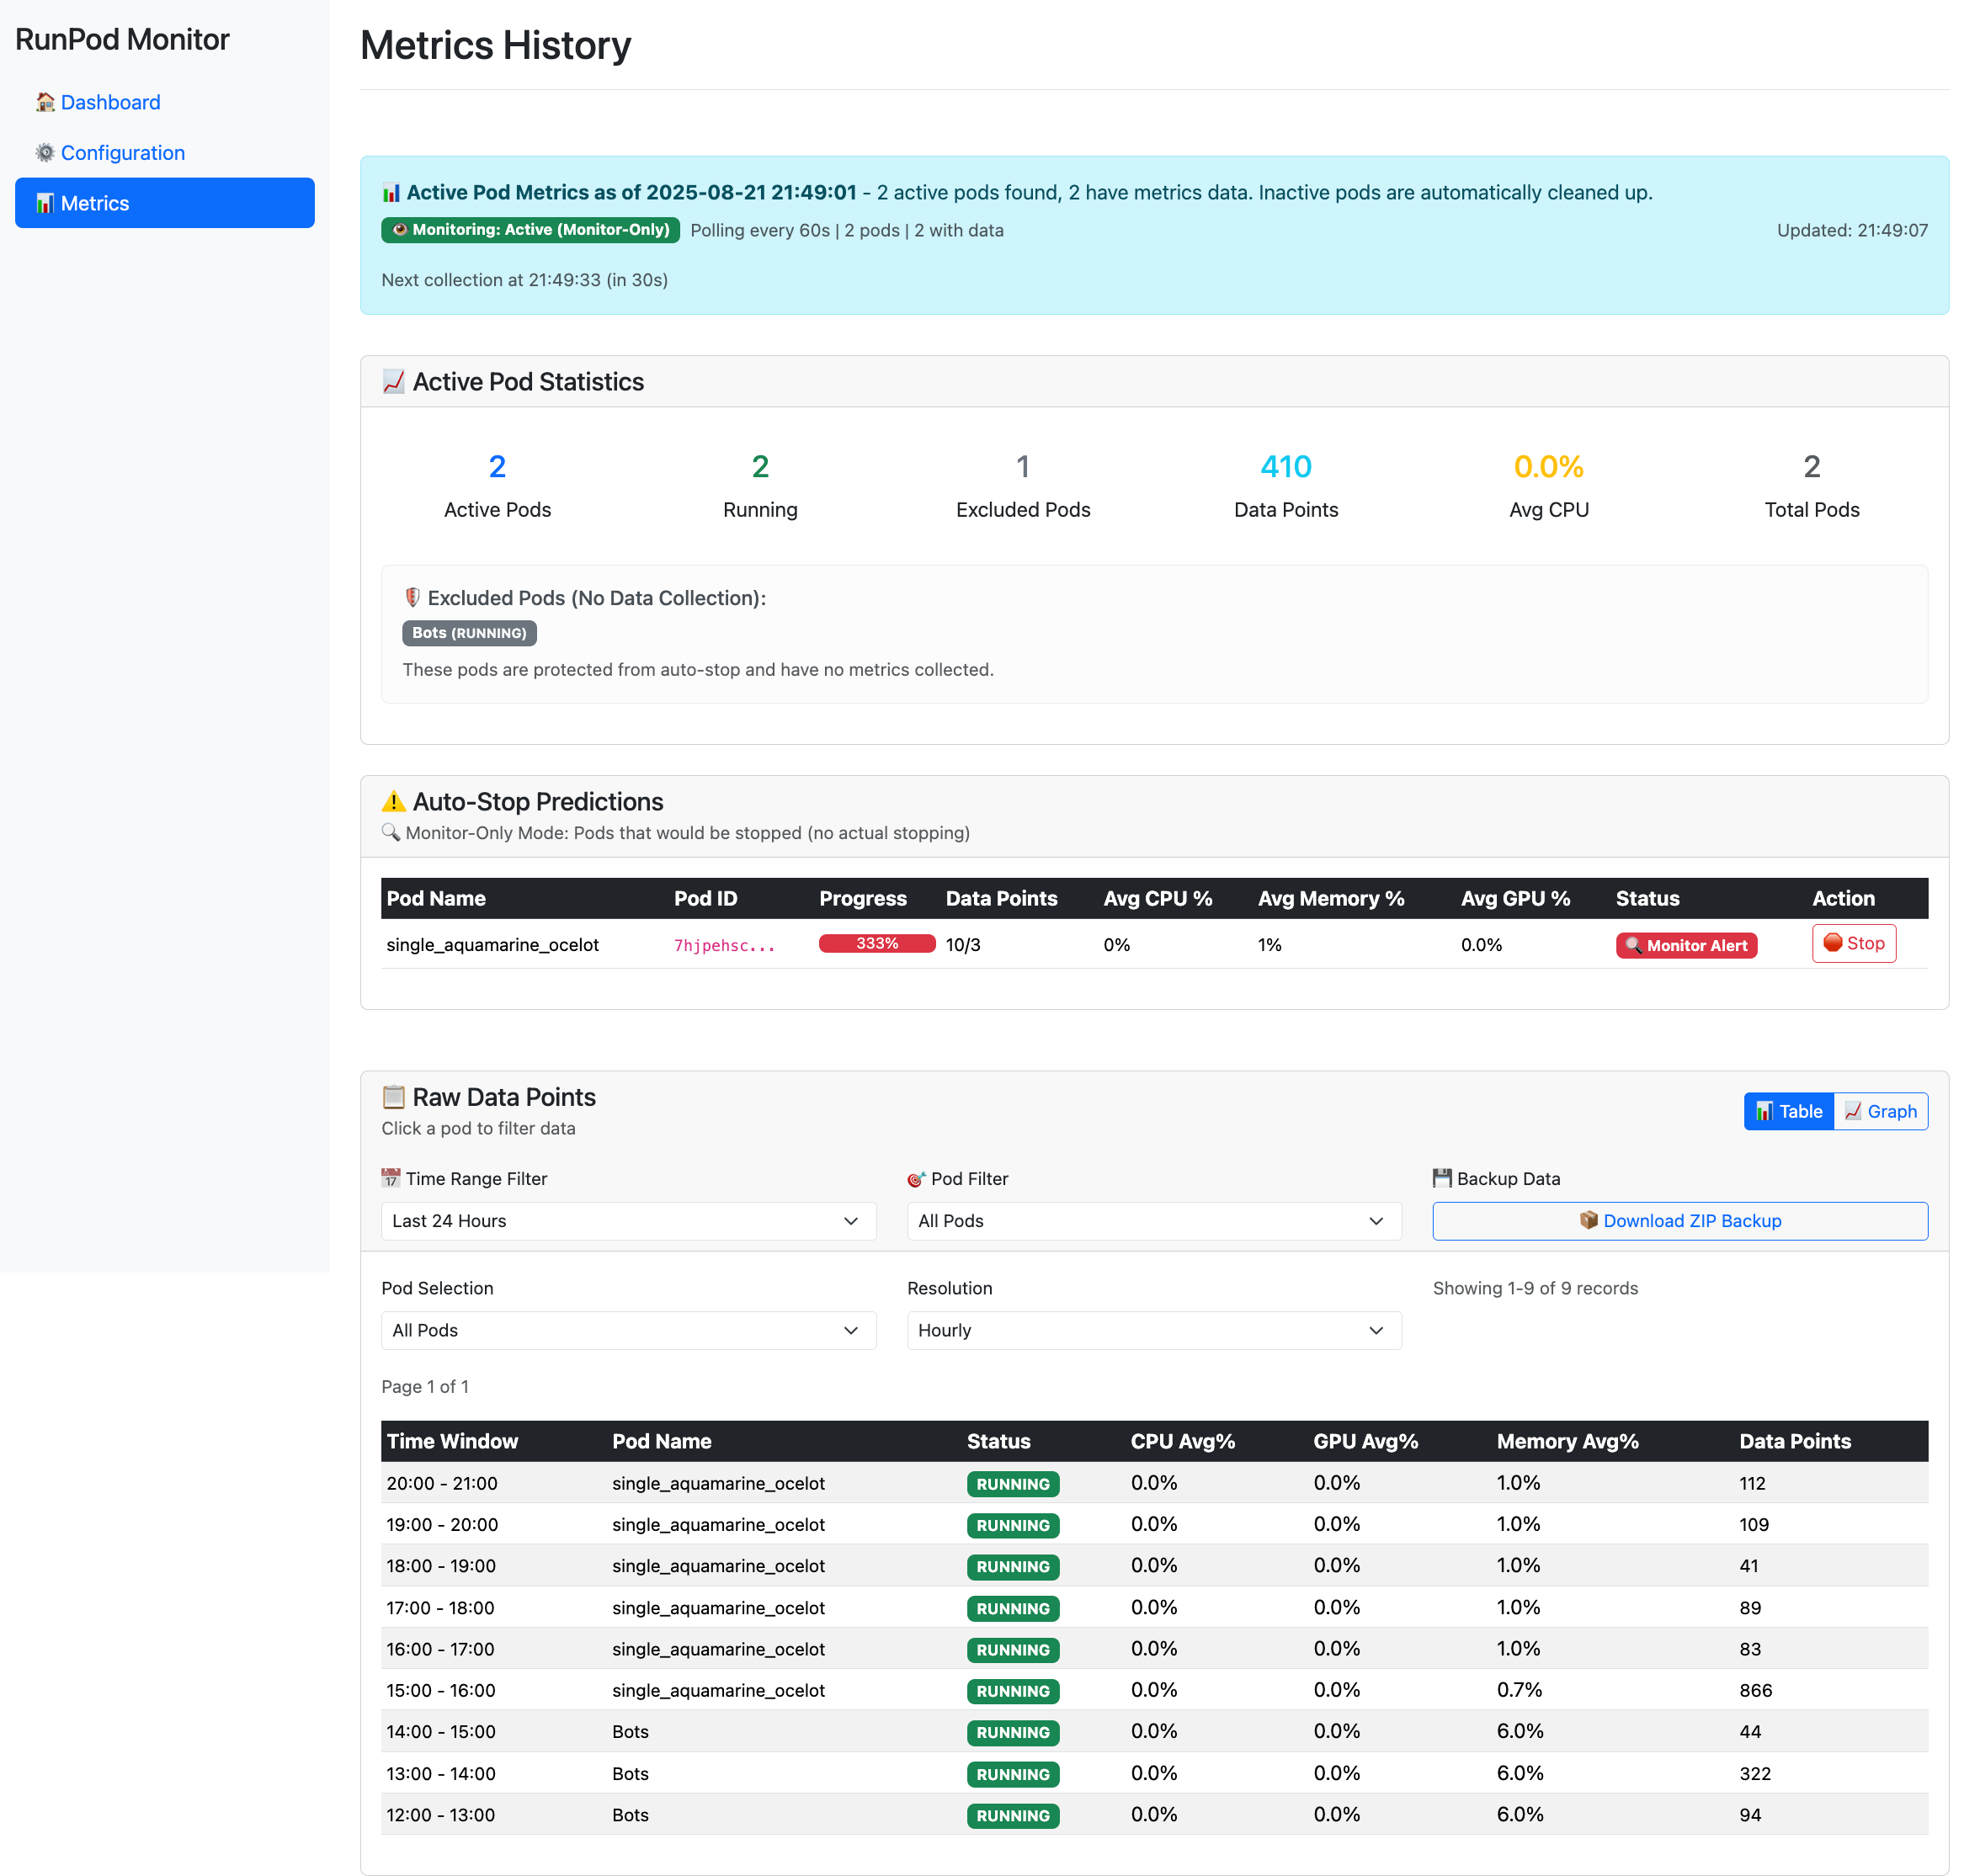 RunPod Monitor
🏠 Dashboard
⚙️ Configuration
📊 Metrics
Metrics History
📊 Active Pod Metrics as of 2025-08-21 21:49:01 - 2 active pods found, 2 have metrics data. Inactive pods are automatically cleaned up.
👁️ Monitoring: Active (Monitor-Only) Polling every 60s | 2 pods | 2 with data Updated: 21:49:07
Next collection at 21:49:33 (in 30s)
📈 Active Pod Statistics
2 2 1 410 0.0% 2
Active Pods Running Excluded Pods Data Points Avg CPU Total Pods
🛡️ Excluded Pods (No Data Collection):
Bots (RUNNING)
These pods are protected from auto-stop and have no metrics collected.
⚠️ Auto-Stop Predictions
🔍 Monitor-Only Mode: Pods that would be stopped (no actual stopping)
Pod Name Pod ID Progress Data Points Avg CPU % Avg Memory % Avg GPU % Status Action
single_aquamarine_ocelot 7hjpehsc... 333% 10/3 0% 1% 0.0% 🔍 Monitor Alert 🛑 Stop
📋 Raw Data Points
Click a pod to filter data
📊 Table 📈 Graph
📅 Time Range Filter 🎯 Pod Filter 💾 Backup Data
Last 24 Hours All Pods 📦 Download ZIP Backup
Pod Selection Resolution Showing 1-9 of 9 records
All Pods Hourly
Page 1 of 1
Time Window Pod Name Status CPU Avg% GPU Avg% Memory Avg% Data Points
20:00 - 21:00 single_aquamarine_ocelot RUNNING 0.0% 0.0% 1.0% 112
19:00 - 20:00 single_aquamarine_ocelot RUNNING 0.0% 0.0% 1.0% 109
18:00 - 19:00 single_aquamarine_ocelot RUNNING 0.0% 0.0% 1.0% 41
17:00 - 18:00 single_aquamarine_ocelot RUNNING 0.0% 0.0% 1.0% 89
16:00 - 17:00 single_aquamarine_ocelot RUNNING 0.0% 0.0% 1.0% 83
15:00 - 16:00 single_aquamarine_ocelot RUNNING 0.0% 0.0% 0.7% 866
14:00 - 15:00 Bots RUNNING 0.0% 0.0% 6.0% 44
13:00 - 14:00 Bots RUNNING 0.0% 0.0% 6.0% 322
12:00 - 13:00 Bots RUNNING 0.0% 0.0% 6.0% 94